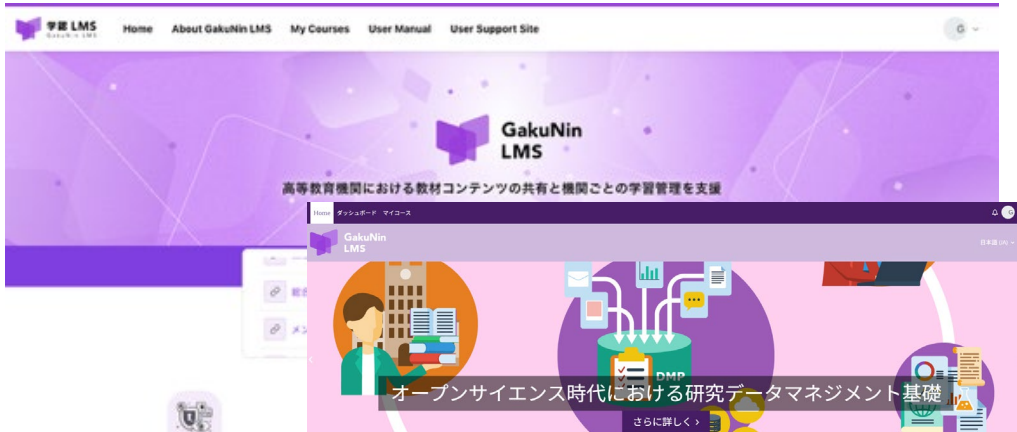 学認 LMS
GakuNin LMS
Home About GakuNin LMS My Courses User Manual User Support Site
G
GakuNin
LMS
高等教育機関における教材コンテンツの共有と機関ごとの学習管理を支援
Home ダッシュボード マイコース
G
GakuNin
LMS
日本語 (JA)
DMP
オープンサイエンス時代における研究データマネジメント基礎
さらに詳しく